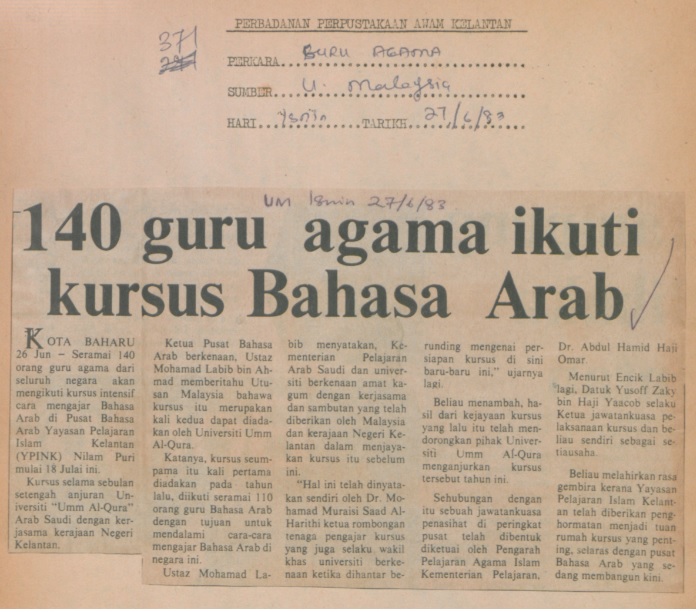 PERBADANAN PERPUSTAKAAN AWAM KELANTAN
371
PERKARA....GURU AGAMA
SUMBER....U. Malaysia
HARI....Isnin....TARIKH....27/6/83
UM Isnin 27/6/83
140 guru agama ikuti
kursus Bahasa Arab
KOTA BAHARU
26 Jun – Seramai 140
orang guru agama dari
seluruh negara akan
mengikuti kursus intensif
cara mengajar Bahasa
Arab di Pusat Bahasa
Arab Yayasan Pelajaran
Islam Kelantan
(YPINK) Nilam Puri
mulai 18 Julai ini.
Kursus selama sebulan
setengah anjuran Un-
iversiti "Umm Al-Qura"
Arab Saudi dengan ker-
jasama kerajaan Negeri
Kelantan.
Ketua Pusat Bahasa
Arab berkenaan, Ustaz
Mohamad Labib bin Ah-
mad memberitahu Utu-
san Malaysia bahawa
kursus itu merupakan
kali kedua dapat diada-
kan oleh Universiti Umm
Al-Qura.
Katanya, kursus seum-
pama itu kali pertama
diadakan pada tahun
lalu, diikuti seramai 110
orang guru Bahasa Arab
dengan tujuan untuk
mendalami cara-cara
mengajar Bahasa Arab di
negara ini.
Ustaz Mohamad La-
bib menyatakan, Ke-
menterian Pelajaran
Arab Saudi dan univer-
siti berkenaan amat ka-
gum dengan kerjasama
dan sambutan yang telah
diberikan oleh Malaysia
dan kerajaan Negeri Ke-
lantan dalam menjaya-
kan kursus itu sebelum
ini.
"Hal ini telah dinyata-
kan sendiri oleh Dr. Mo-
hamad Muraisi Saad Al-
Harithi ketua rombongan
tenaga pengajar kursus
yang juga selaku wakil
khas universiti berke-
naan ketika dihantar be-
runding mengenai per-
siapan kursus di sini
baru-baru ini," ujarnya
lagi.
Beliau menambah, ha-
sil dari kejayaan kursus
yang lalu itu telah men-
dorongkan pihak Univer-
siti Umm Al-Qura
menganjurkan kursus
tersebut tahun ini.
Sehubungan dengan
itu sebuah jawatankuasa
penasihat di peringkat
pusat telah dibentuk
diketuai oleh Pengarah
Pelajaran Agama Islam
Kementerian Pelajaran,
Dr. Abdul Hamid Haji
Omar.
Menurut Encik Labib
lagi, Datuk Yusoff Zaky
bin Haji Yaacob selaku
Ketua jawatankuasa pe-
laksanaan kursus dan be-
liau sendiri sebagai se-
tiausaha.
Beliau melahirkan rasa
gembira kerana Yayasan
Pelajaran Islam Kelant-
an telah diberikan peng-
hormatan menjadi tuan
rumah kursus yang pent-
ing, selaras dengan pusat
Bahasa Arab yang se-
dang membangun kini.